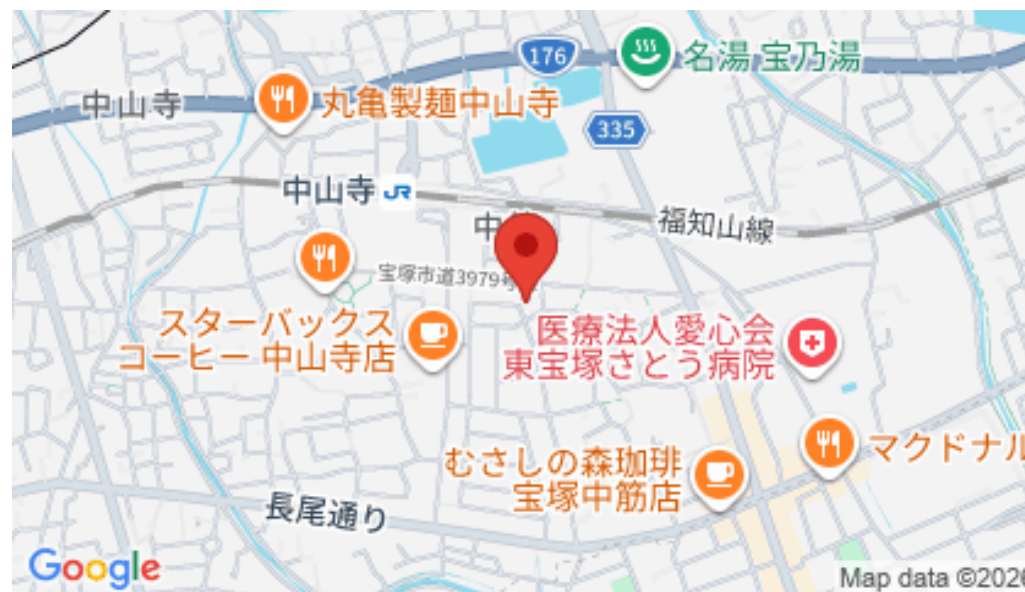 176
名湯 宝乃湯
中山寺
丸亀製麺中山寺
335
中山寺 JR
福知山線
中
宝塚市道3979号
スターバックス
コーヒー 中山寺店
医療法人愛心会
東宝塚さとう病院
むさしの森珈琲
宝塚中筋店
マクドナル
長尾通り
Google
Map data ©2026